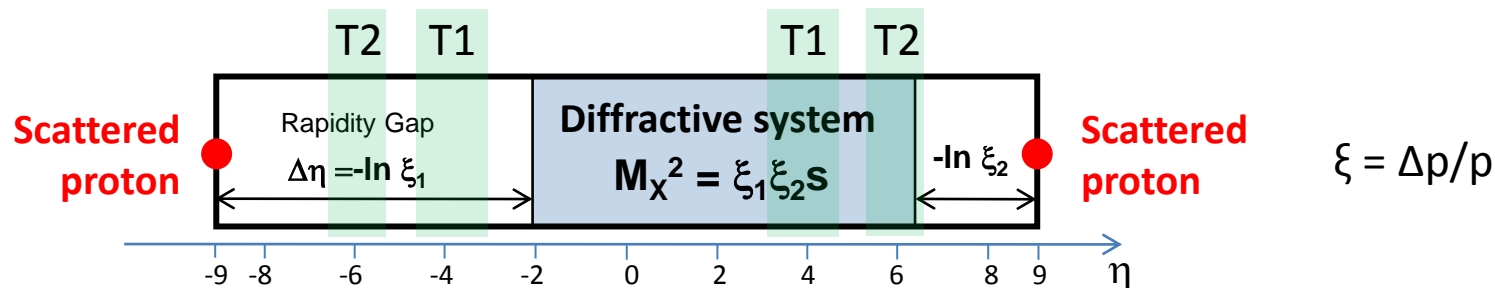 T2 T1 T1 T2
Scattered
proton
Rapidity Gap
Δη =-ln ξ₁
Diffractive system
Mₓ² = ξ₁ξ₂s
-ln ξ₂
Scattered
proton
ξ = Δp/p
-9 -8 -6 -4 -2 0 2 4 6 8 9 η